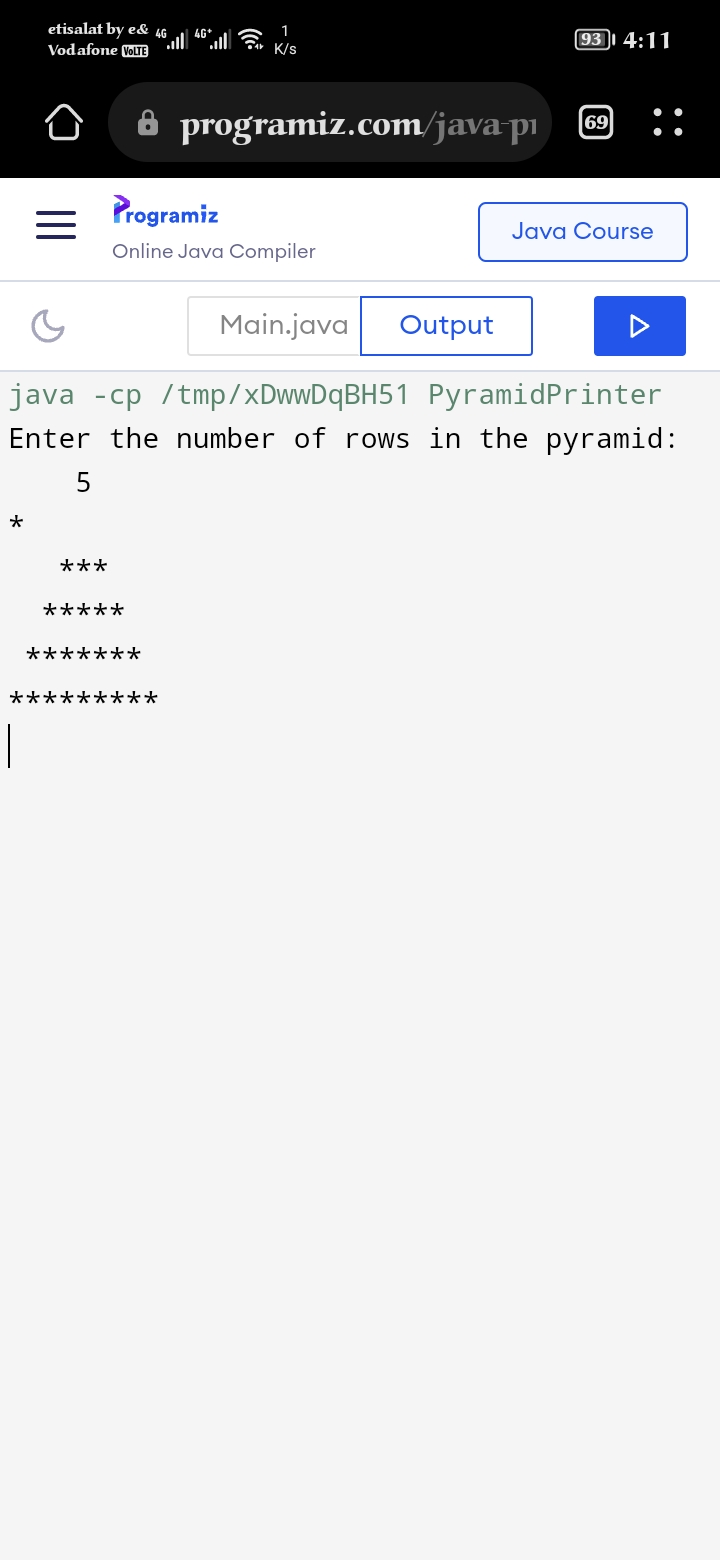 etisalat by e& 4G 4G+ 1 93 4:11
Vodafone VoLTE K/s
programiz.com/java-pr 69
Programiz
Online Java Compiler
Java Course
Main.java Output
java -cp /tmp/xDwwDqBH51 PyramidPrinter
Enter the number of rows in the pyramid:
    5
*
   ***
  *****
 *******
*********